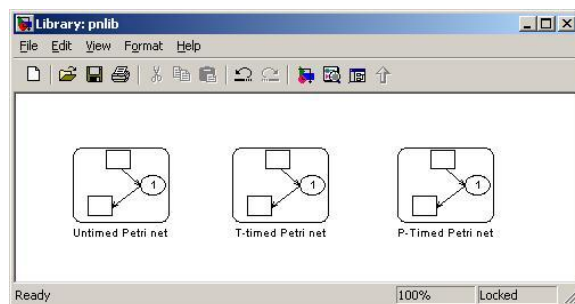 Library: pnlib
File Edit View Format Help
1 1 1
Untimed Petri net T-timed Petri net P-Timed Petri net
Ready 100% Locked